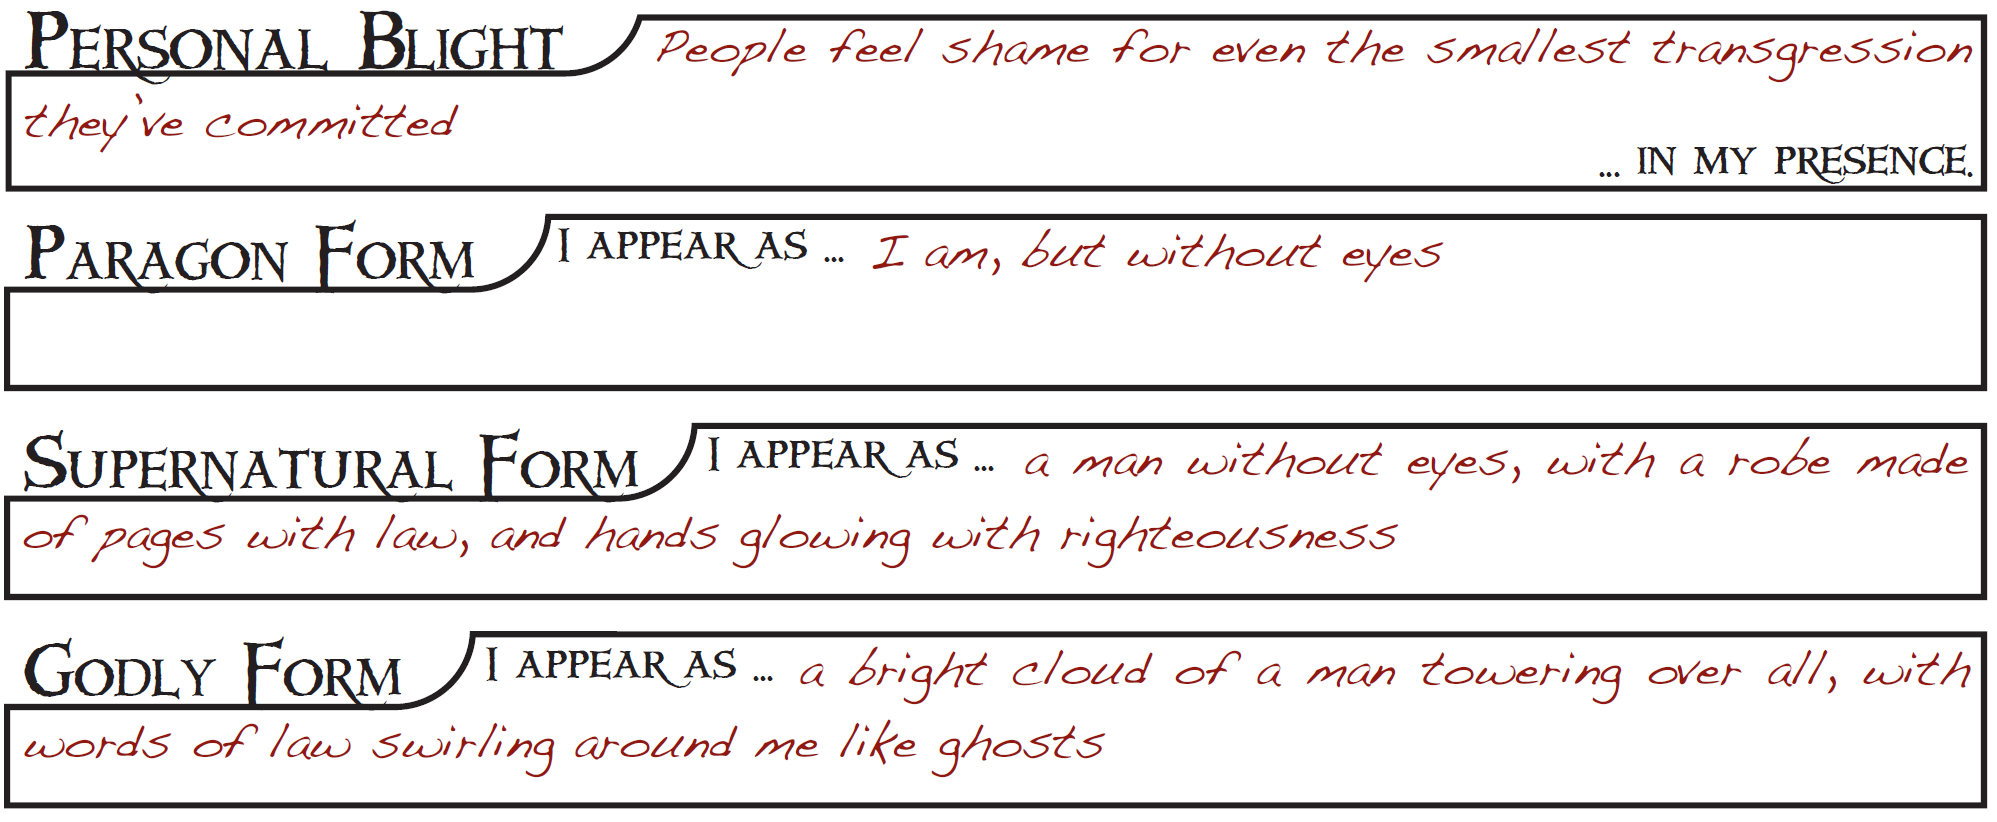 Personal Blight People feel shame for even the smallest transgression
they've committed
... in my presence.
Paragon Form I appear as ... I am, but without eyes
Supernatural Form I appear as ... a man without eyes, with a robe made
of pages with law, and hands glowing with righteousness
Godly Form I appear as ... a bright cloud of a man towering over all, with
words of law swirling around me like ghosts